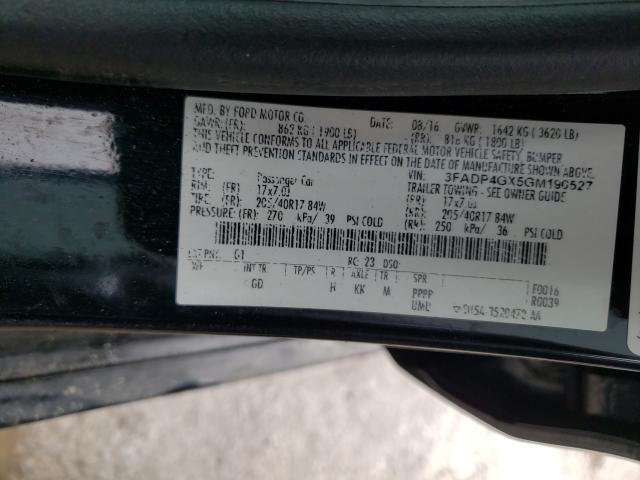 MFD. BY FORD MOTOR CO.
DATE: 08/16 GVWR: 1642 KG ( 3620 LB)
GAWR: (FR): 862 KG ( 1900 LB) (RR): 816 KG ( 1800 LB)
THIS VEHICLE CONFORMS TO ALL APPLICABLE FEDERAL MOTOR VEHICLE SAFETY, BUMPER
AND THEFT PREVENTION STANDARDS IN EFFECT ON THE DATE OF MANUFACTURE SHOWN ABOVE.
VIN: 3FADP4GX5GM190527
TYPE: Passenger Car TRAILER TOWING - SEE OWNER GUIDE
RIM: (FR) 17x7.0J 17x7.0J
TIRE: (FR) 205/40R17 84W (RR) 205/40R17 84W
PRESSURE: (FR) 270 kPa/ 39 PSI COLD 250 kPa/ 36 PSI COLD
EXT PNT: G1 RC: 23 DSO:
WB INT TR TP/PS R AXLE TR SPR F0016
GD H KK M PPPP R0039